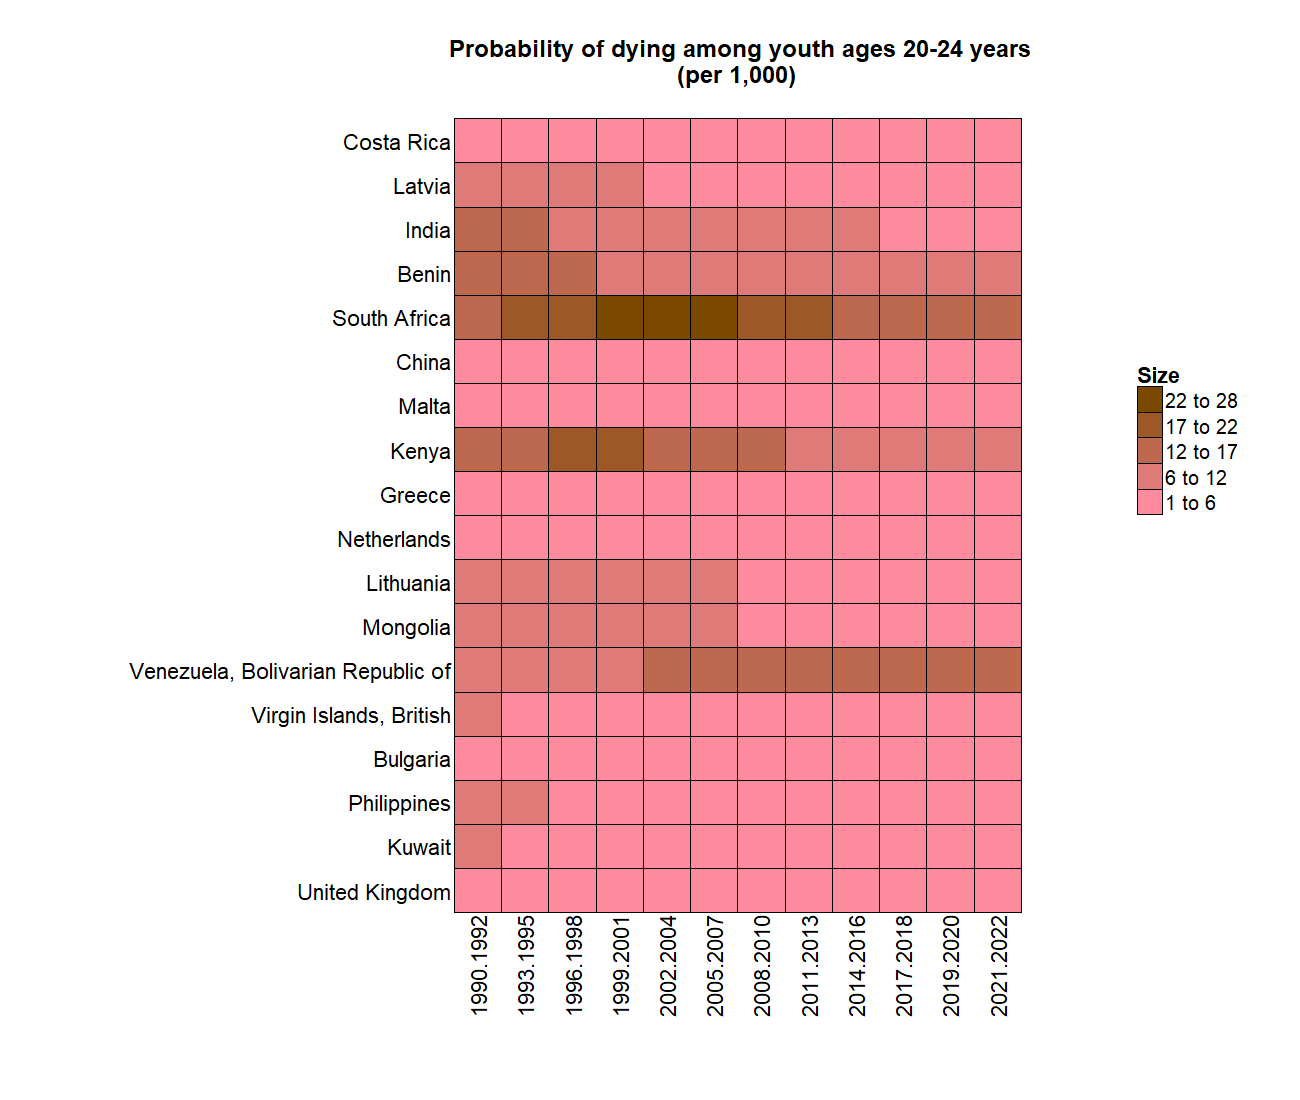 Probability of dying among youth ages 20-24 years
(per 1,000)
Costa Rica
Latvia
India
Benin
South Africa
China
Malta
Kenya
Greece
Netherlands
Lithuania
Mongolia
Venezuela, Bolivarian Republic of
Virgin Islands, British
Bulgaria
Philippines
Kuwait
United Kingdom
1990.1992
1993.1995
1996.1998
1999.2001
2002.2004
2005.2007
2008.2010
2011.2013
2014.2016
2017.2018
2019.2020
2021.2022
Size
22 to 28
17 to 22
12 to 17
6 to 12
1 to 6